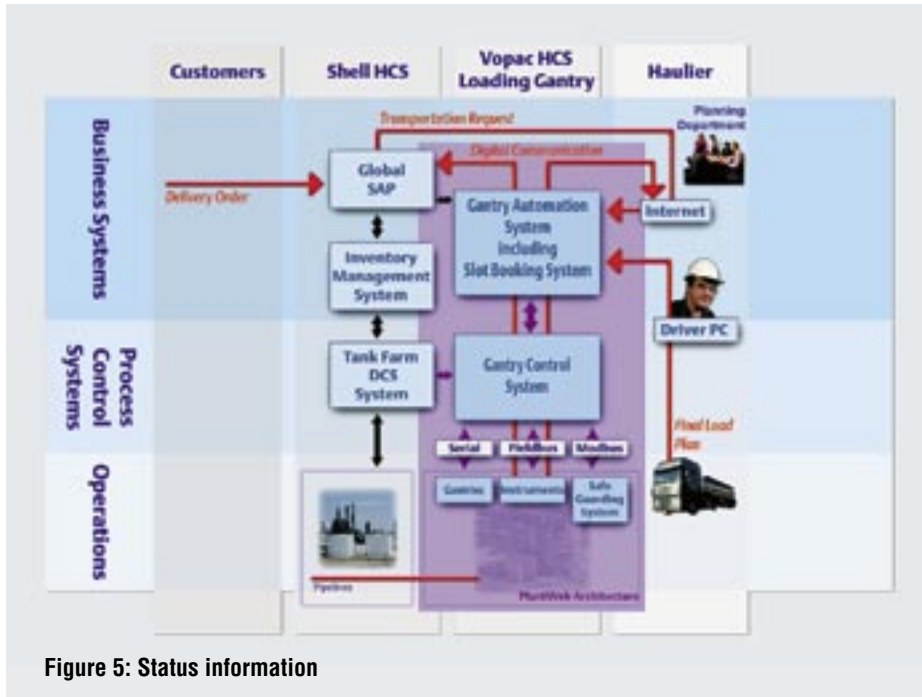 Customers
Shell HCS
Vopac HCS
Loading Gantry
Haulier
Business Systems
Process
Control
Systems
Operations
Transportation Request
Planning
Department
Digital Communication
Delivery Order
Global
SAP
Gantry Automation
System
including
Slot Booking System
Internet
Inventory
Management
System
Driver PC
Tank Farm
DCS
System
Gantry Control
System
Final Load
Plan
Serial
Fieldbus
Modbus
Gantries
Instruments
Safe
Guarding
System
Pipelines
PlantWeb Architecture
Figure 5: Status information